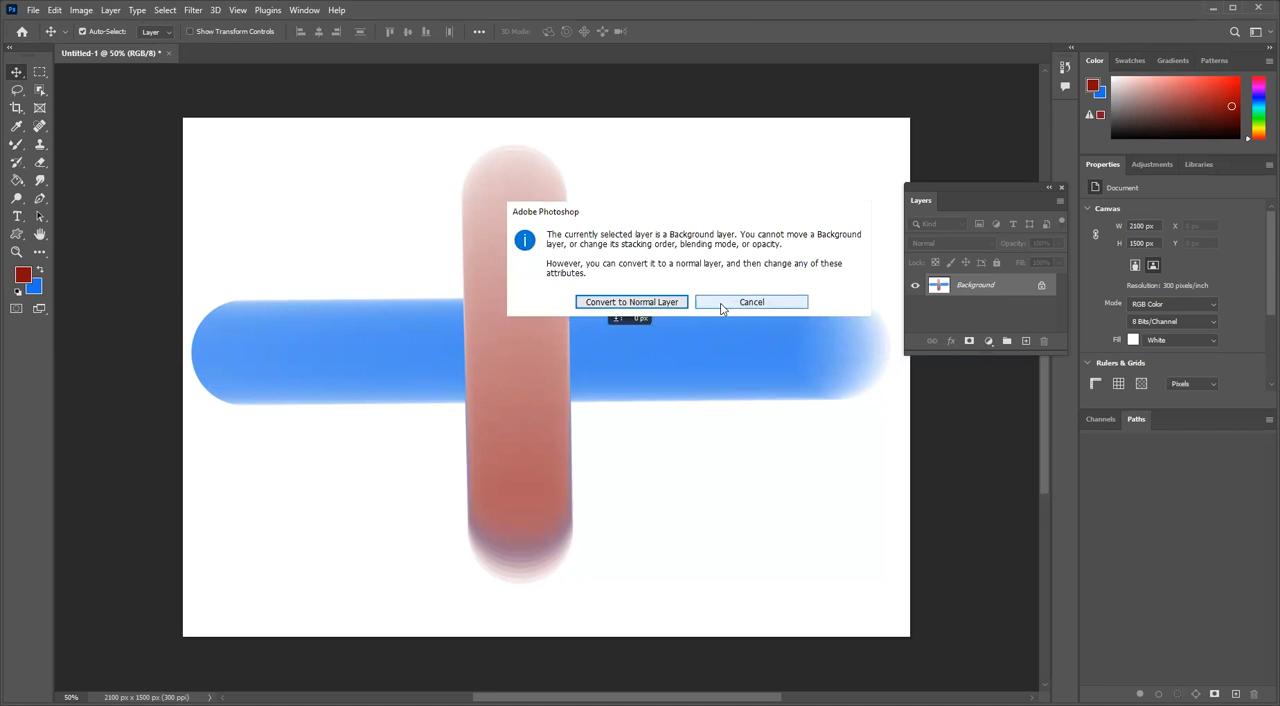 Ps File Edit Image Layer Type Select Filter 3D View Plugins Window Help
Auto-Select: Layer Show Transform Controls 3D Mode:
Untitled-1 @ 50% (RGB/8) * ×
Color Swatches Gradients Patterns
Properties Adjustments Libraries
Document
Canvas
W 2100 px X 0 px
H 1500 px Y 0 px
Resolution: 300 pixels/inch
Mode RGB Color
8 Bits/Channel
Fill White
Rulers & Grids
Pixels
Channels Paths
Layers
Kind
Normal Opacity: 100%
Lock: Fill: 100%
Background
Adobe Photoshop
The currently selected layer is a Background layer. You cannot move a Background
layer, or change its stacking order, blending mode, or opacity.
However, you can convert it to a normal layer, and then change any of these
attributes.
Convert to Normal Layer Cancel
0 px
50% 2100 px x 1500 px (300 ppi)